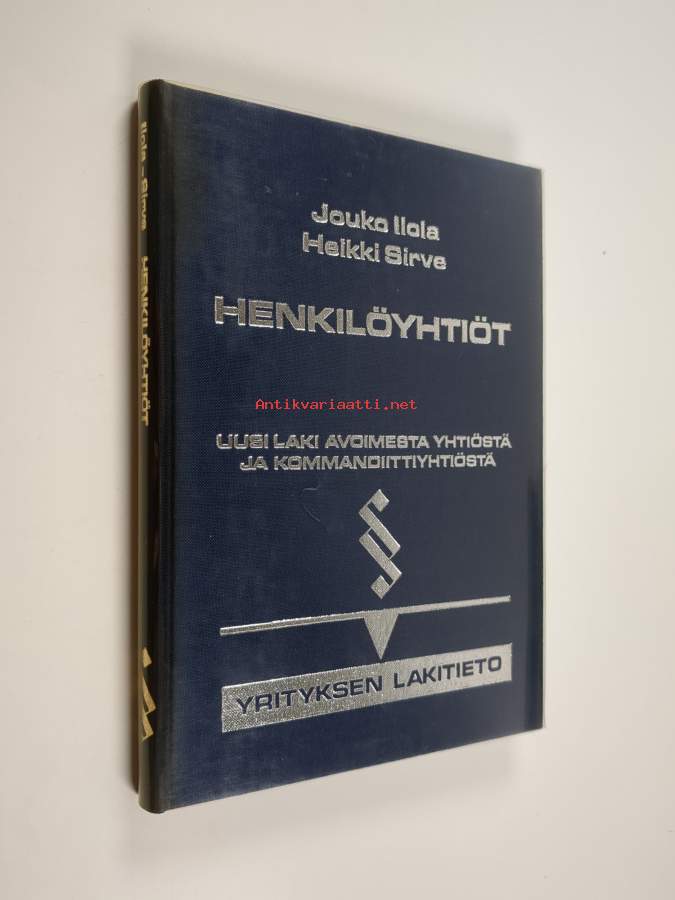 Jouko Ilola
Heikki Sirve
HENKILÖYHTIÖT
Antikvariaatti.net
UUSI LAKI AVOIMESTA YHTIÖSTÄ
JA KOMMANDIITTIYHTIÖSTÄ
§
YRITYKSEN LAKITIETO
Ilola – Sirve HENKILÖYHTIÖT